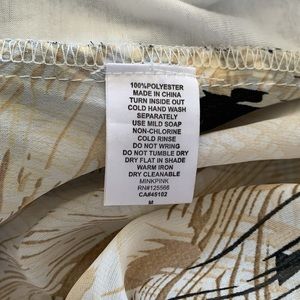 100%POLYESTER
MADE IN CHINA
TURN INSIDE OUT
COLD HAND WASH
SEPARATELY
USE MILD SOAP
NON-CHLORINE
COLD RINSE
DO NOT WRING
DO NOT TUMBLE DRY
DRY FLAT IN SHADE
WARM IRON
DRY CLEANABLE
MINKPINK
RN#125566
CA#45102
M